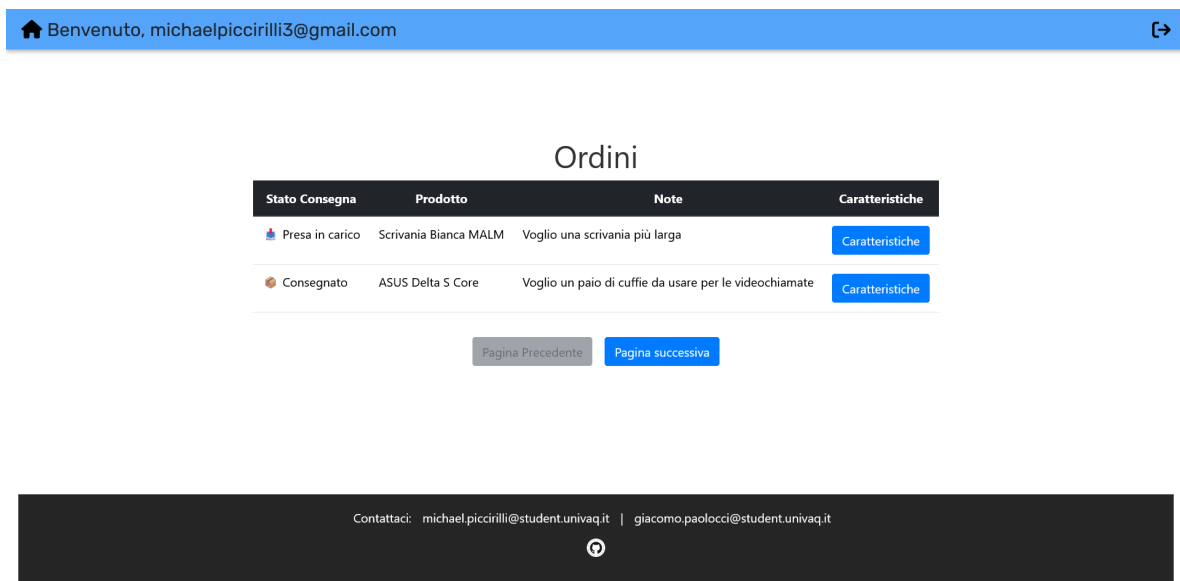 Benvenuto, michaelpiccirilli3@gmail.com
Ordini
Stato Consegna Prodotto Note Caratteristiche
Presa in carico Scrivania Bianca MALM Voglio una scrivania più larga Caratteristiche
Consegnato ASUS Delta S Core Voglio un paio di cuffie da usare per le videochiamate Caratteristiche
Pagina Precedente Pagina successiva
Contattaci: michael.piccirilli@student.univaq.it | giacomo.paolocci@student.univaq.it